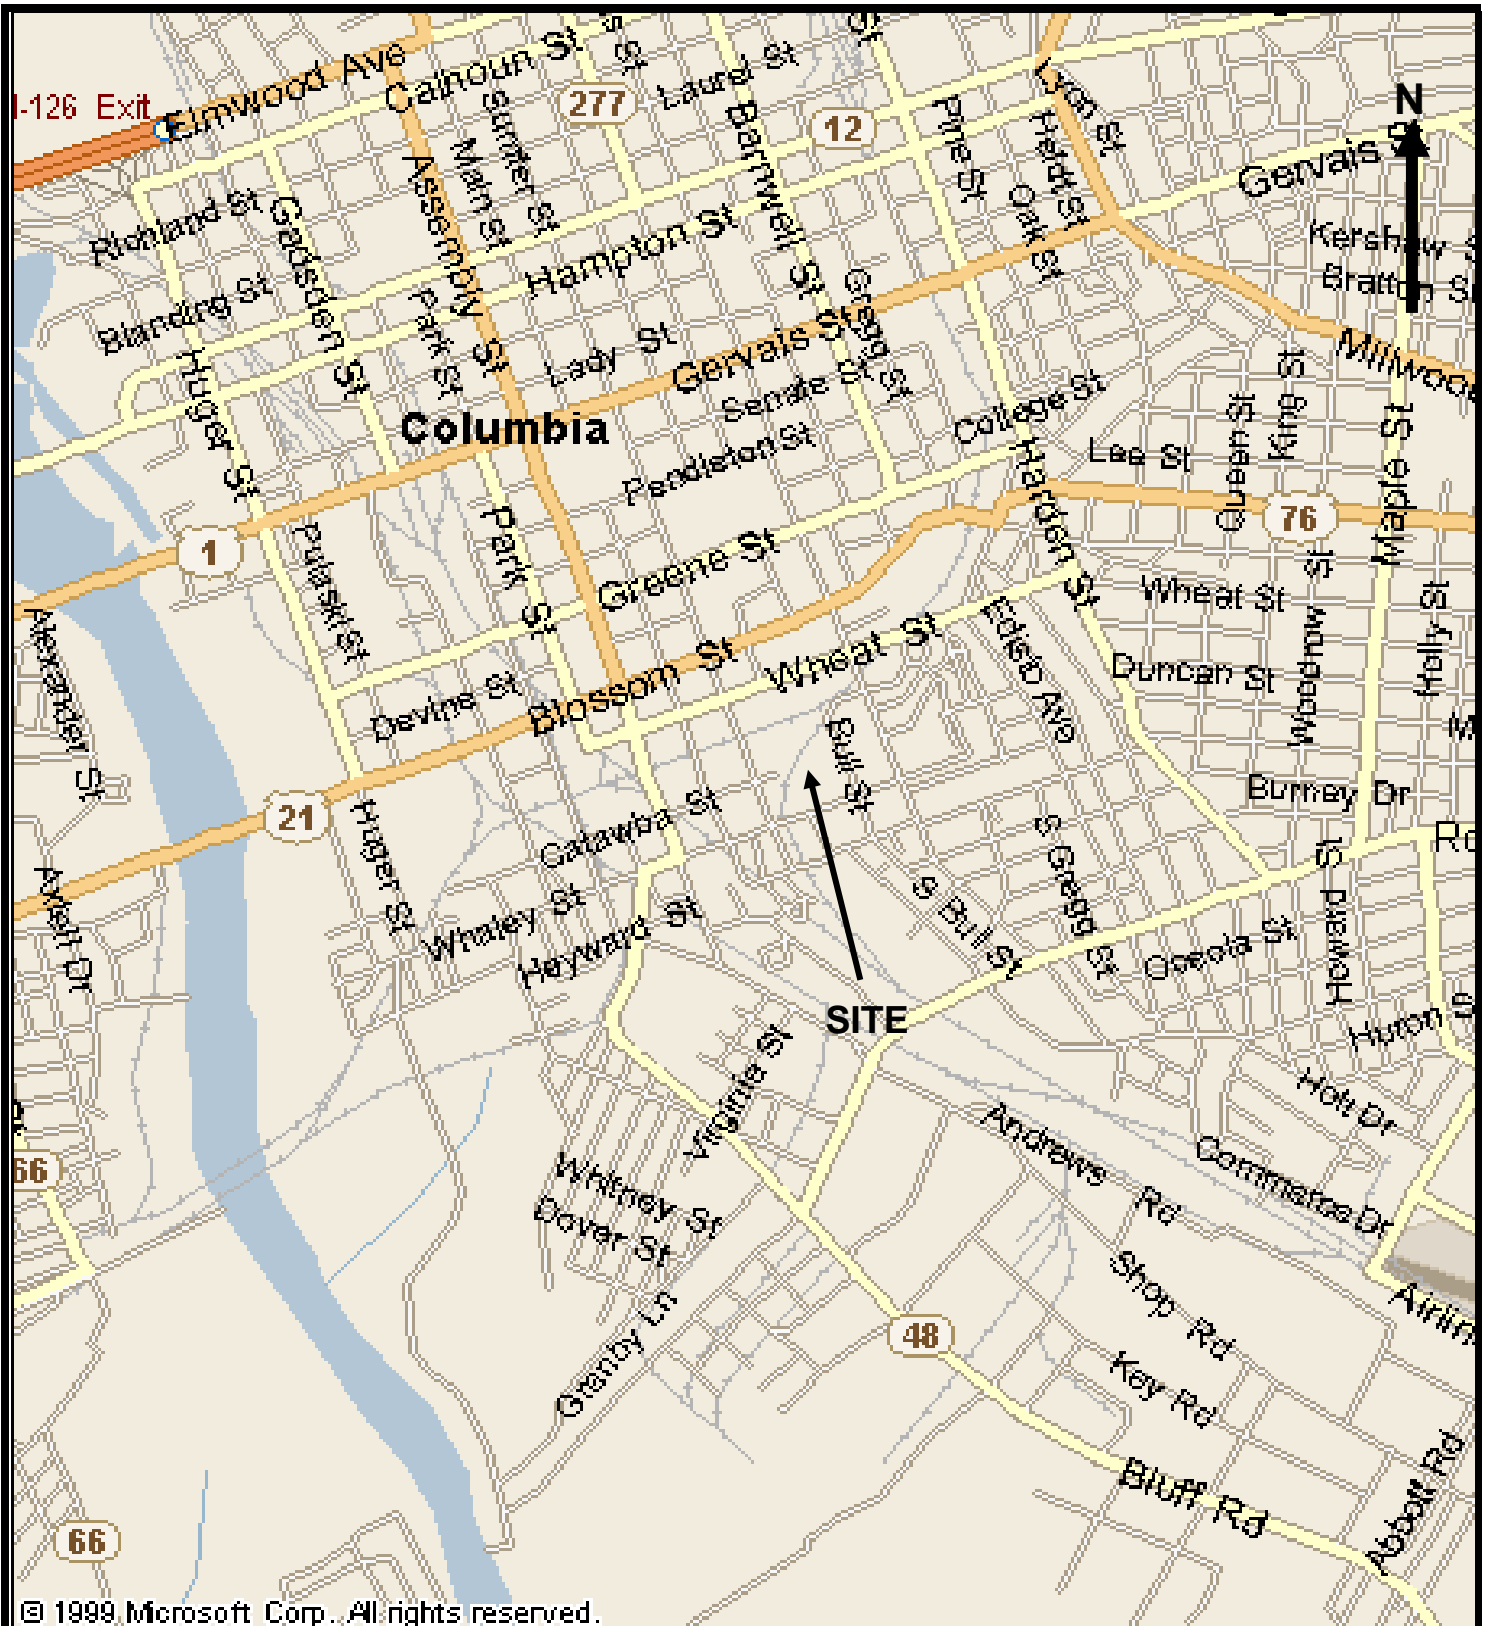 I-126 Exit
Elmwood Ave
Calhoun St
277
Laurel St
12
Lyon St
N
Gervais
Richland St
Gadsden St
Assembly St
Main St
Sumter St
Barnwell St
Pine St
Oak St
Heidt St
Kershaw
Bratton St
Blanding St
Hampton St
Park St
Lady St
Gervais St
Gregg St
Senate St
Millwood
Huger St
Columbia
Pendleton St
College St
Harden St
Lee St
Queen St
King St
Maple St
76
1
Pulaski St
Park St
Greene St
Wheat St
Woodrow St
Holly St
Alexander St
Devine St
Blossom St
Wheat St
Edisto Ave
Duncan St
21
Huger St
Catawba St
Bull St
Burney Dr
Ardell Dr
Whaley St
Heyward St
S Bull St
S Gregg St
Howard St
Osceola St
SITE
Huron
Virginia St
Holt Dr
66
Whitney St
Dover St
Andrews Rd
Commerce Dr
Granby Ln
48
Shop Rd
Key Rd
Airlin
Bluff Rd
Abbott Rd
66
© 1999 Microsoft Corp. All rights reserved.